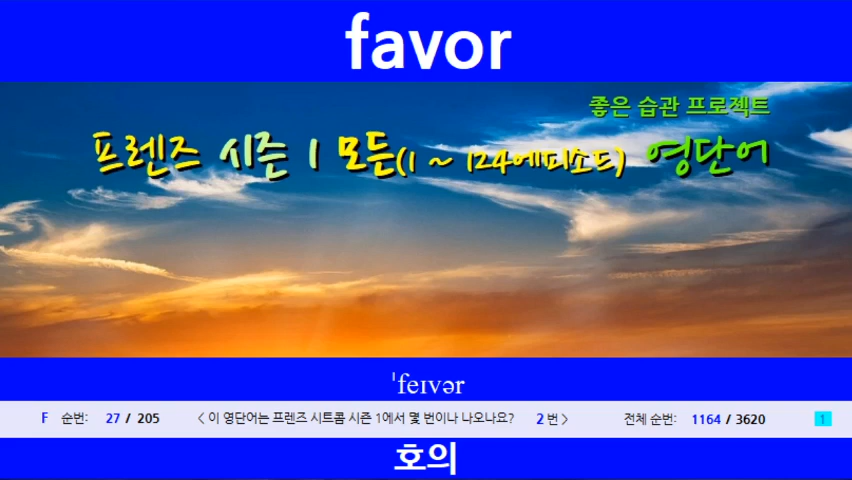 favor
좋은 습관 프로젝트
프렌즈 시즌 1 모든(1 ~ 124에피소드) 영단어
ˈfeɪvər
F 순번: 27 / 205 < 이 영단어는 프렌즈 시트콤 시즌 1에서 몇 번이나 나오나요? 2 번 > 전체 순번: 1164 / 3620 1
호의